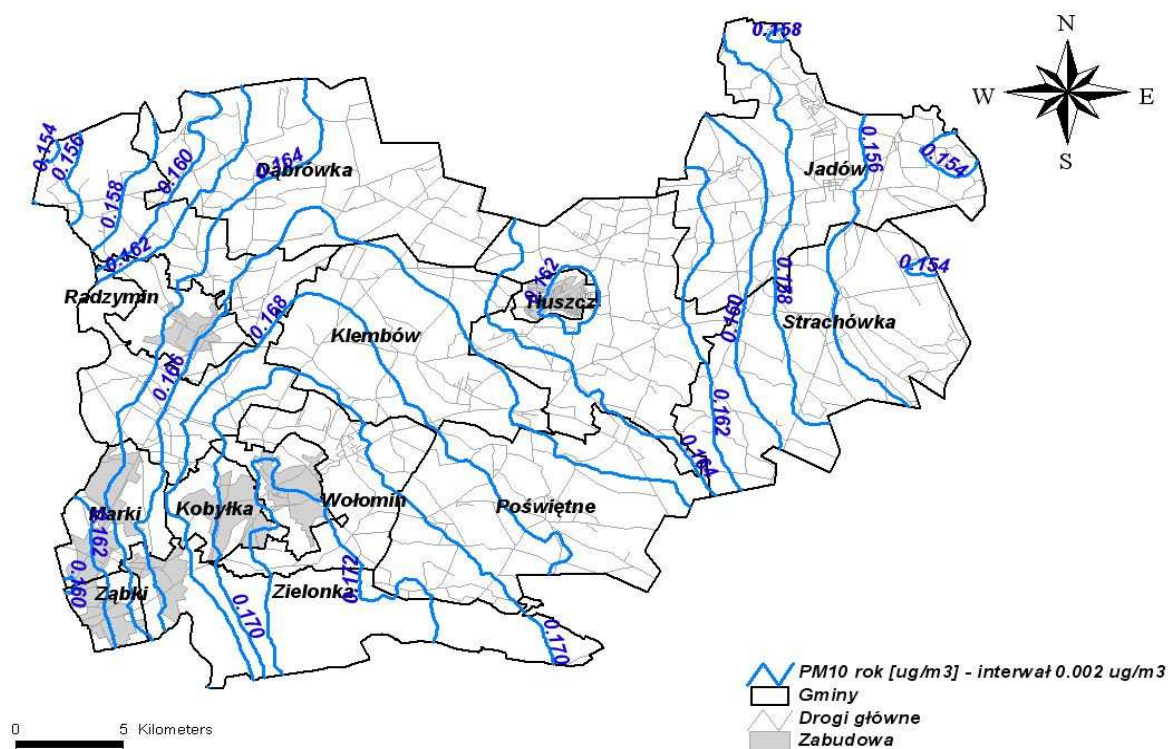 0.158
N
W E
S
0.154
0.156
0.158
0.160
0.164
Dąbrówka
0.156
0.154
Jadów
0.162
0.162
0.154
Radzymin
0.168
Tłuszcz
0.158
0.160
Strachówka
Klembów
0.166
0.162
0.164
Marki
0.162
Kobyłka
Wołomin
Poświętne
0.160
Ząbki
Zielonka
0.172
0.170
0.170
PM10 rok [ug/m3] - interwał 0.002 ug/m3
Gminy
Drogi główne
Zabudowa
0 5 Kilometers